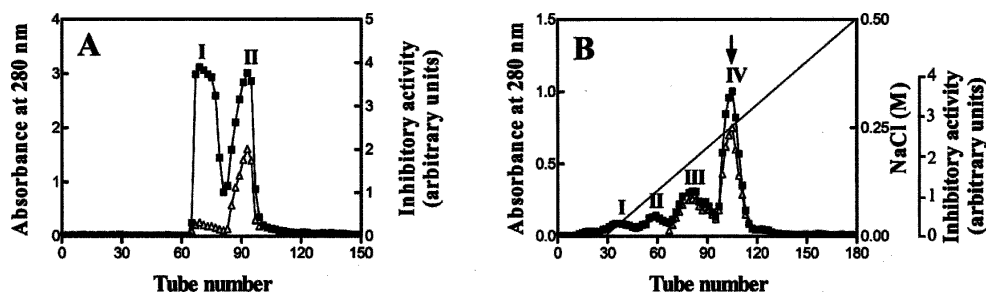 A
I
II
Absorbance at 280 nm
4
3
2
1
0
5
4
3
2
1
0
Inhibitory activity
(arbitrary units)
0
30
60
90
120
150
Tube number
B
I
II
III
IV
Absorbance at 280 nm
1.5
1.0
0.5
0.0
0.50
0.25
0.00
NaCl (M)
4
3
2
1
0
Inhibitory activity
(arbitrary units)
0
30
60
90
120
150
180
Tube number